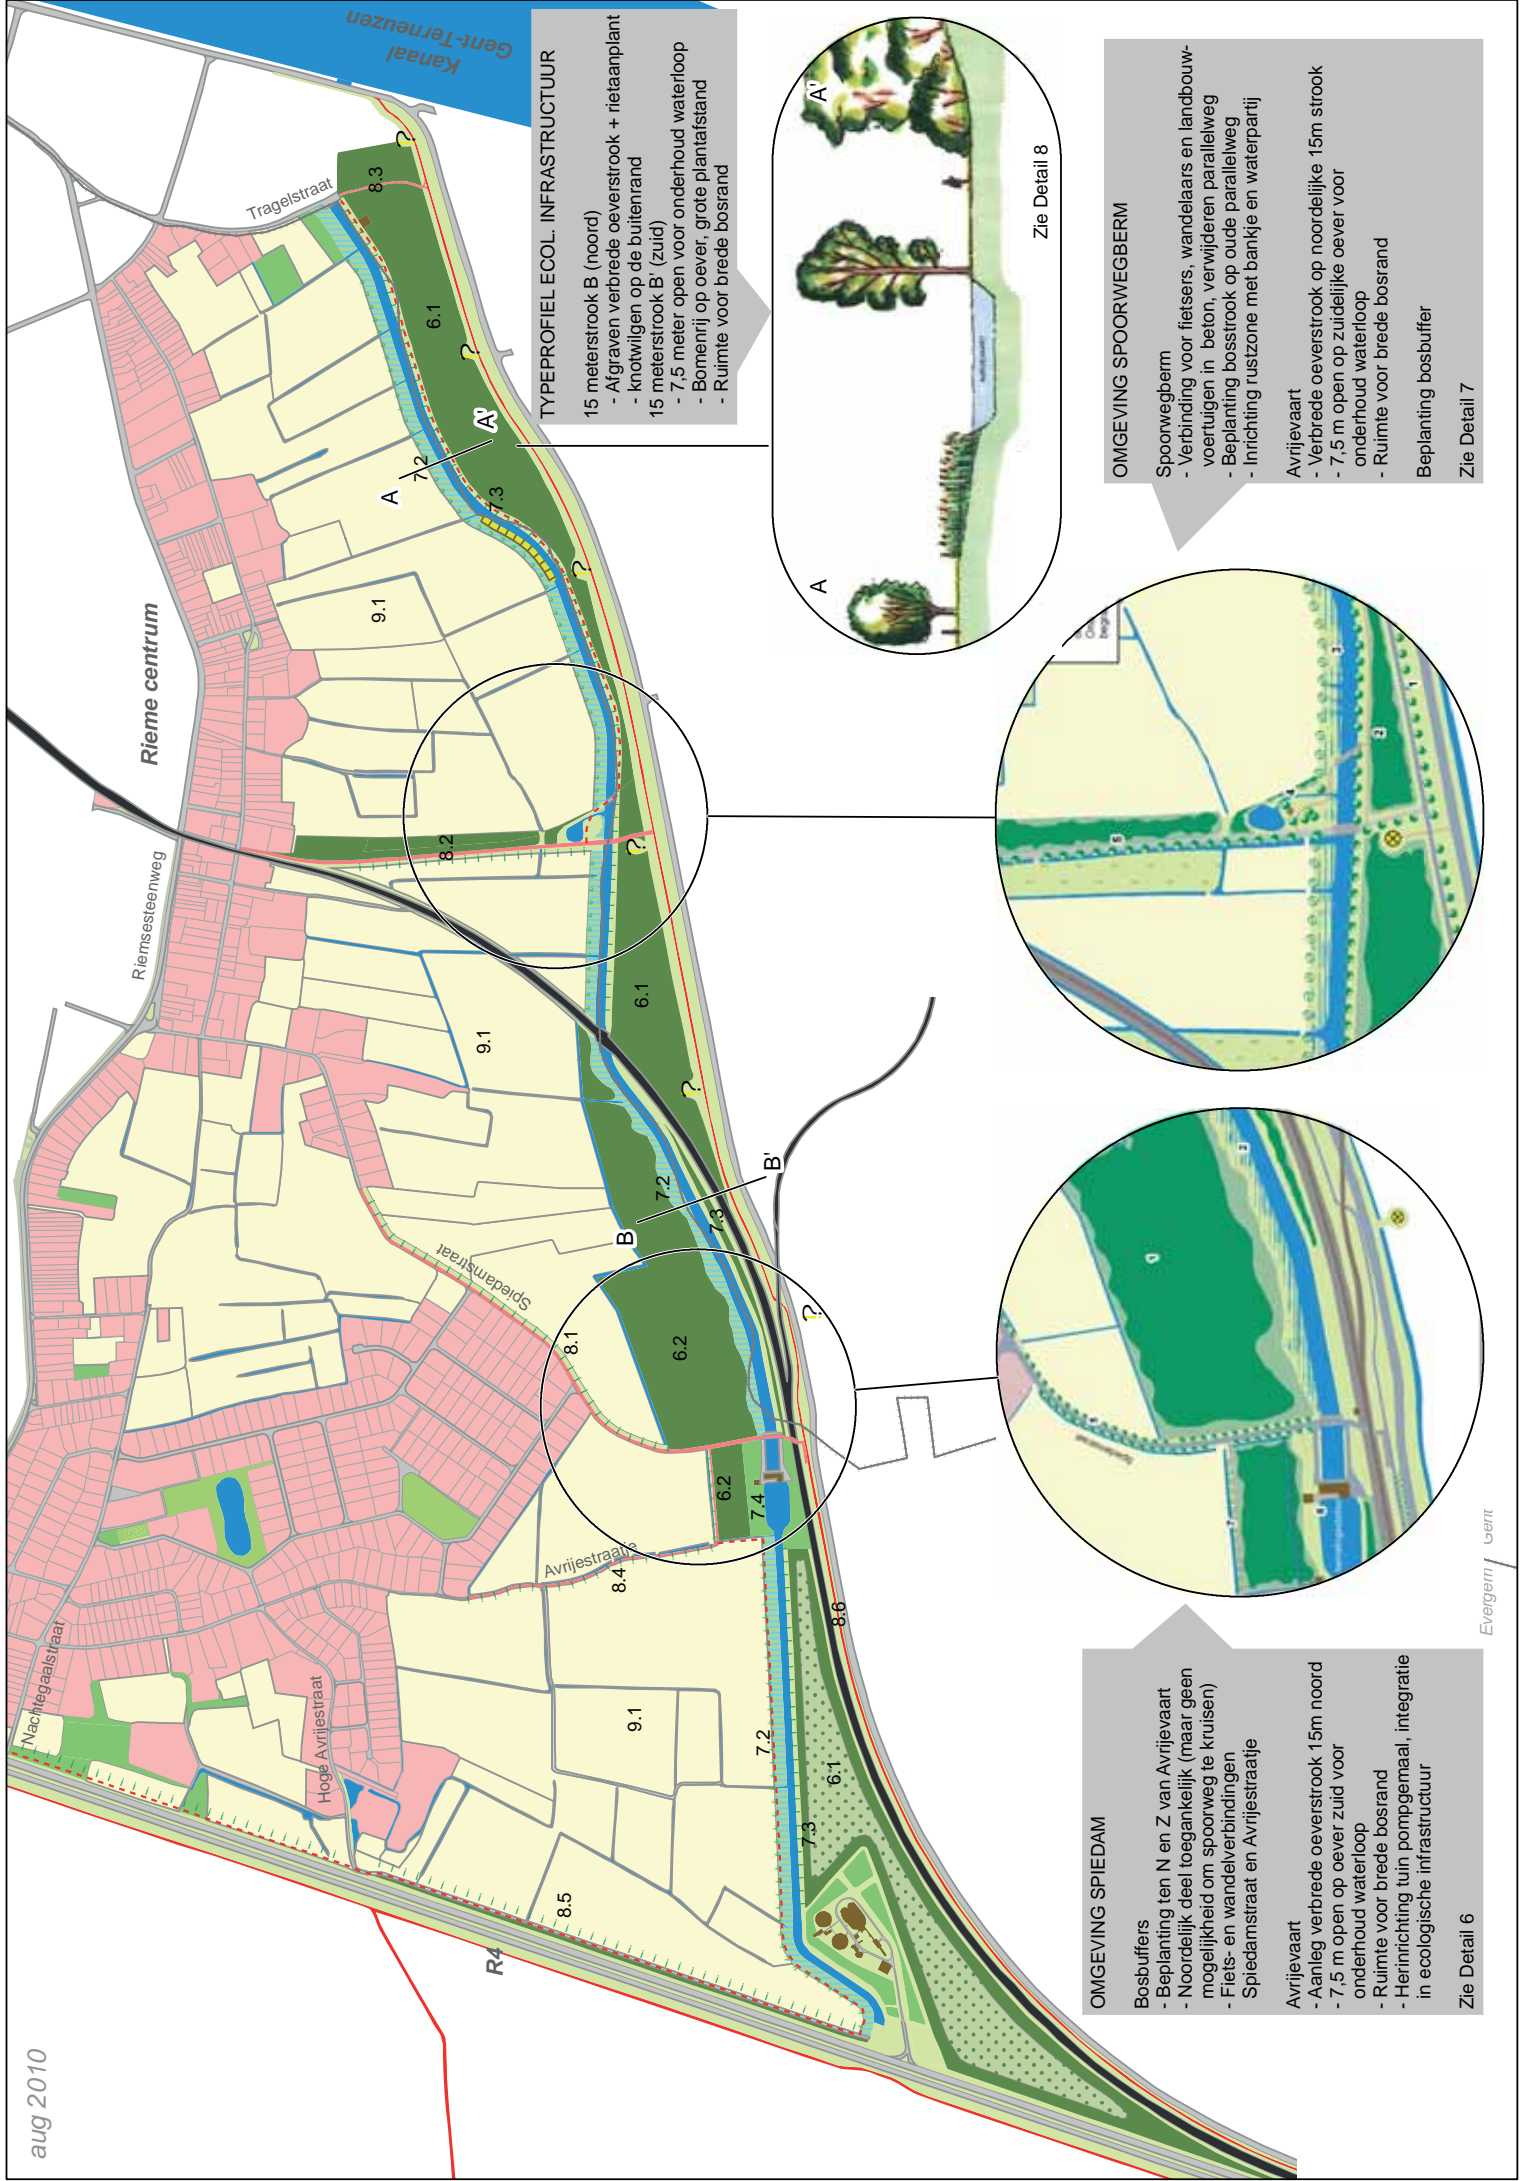 aug 2010
Kanaal
Gent-Terneuzen
Tragelstraat
Rieme centrum
Riemsesteenweg
Spiedamstraat
Avrijestraatje
Nachtegaalstraat
Hoge Avrijestraat
R4
8.3
6.1
7.2
7.3
A
A'
9.1
8.2
6.1
9.1
7.2
7.3
B
B'
8.1
6.2
6.2
7.4
8.4
8.6
9.1
7.2
6.1
7.3
8.5
?
?
?
?
?
?
TYPEPROFIEL ECOL. INFRASTRUCTUUR
15 meterstrook B (noord)
- Afgraven verbrede oeverstrook + rietaanplant
- knotwilgen op de buitenrand
15 meterstrook B' (zuid)
- 7,5 meter open voor onderhoud waterloop
- Bomenrij op oever, grote plantafstand
- Ruimte voor brede bosrand
A
A'
Zie Detail 8
OMGEVING SPOORWEGBERM
Spoorwegberm
- Verbinding voor fietsers, wandelaars en landbouw-
voertuigen in beton, verwijderen parallelweg
- Beplanting bosstrook op oude parallelweg
- Inrichting rustzone met bankje en waterpartij
Avrijevaart
- Verbrede oeverstrook op noordelijke 15m strook
- 7,5 m open op zuidelijke oever voor
onderhoud waterloop
- Ruimte voor brede bosrand
Beplanting bosbuffer
Zie Detail 7
1
2
3
4
5
OMGEVING SPIEDAM
Bosbuffers
- Beplanting ten N en Z van Avrijevaart
- Noordelijk deel toegankelijk (maar geen
mogelijkheid om spoorweg te kruisen)
- Fiets- en wandelverbindingen
Spiedamstraat en Avrijestraatje
Avrijevaart
- Aanleg verbrede oeverstrook 15m noord
- 7,5 m open op oever zuid voor
onderhoud waterloop
- Ruimte voor brede bosrand
- Herinrichting tuin pompgemaal, integratie
in ecologische infrastructuur
Zie Detail 6
1
2
7
Evergem / Gent